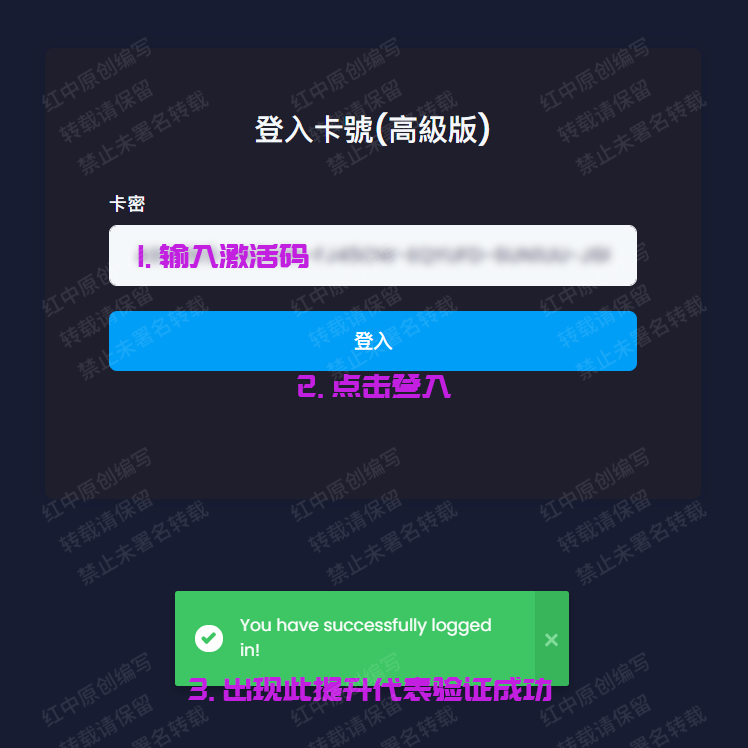 登入卡號(高級版)
卡密
1.输入激活码
登入
2.点击登入
You have successfully logged
in!
3.出现此提升代表验证成功
红中原创编写
转载请保留
禁止未署名转载